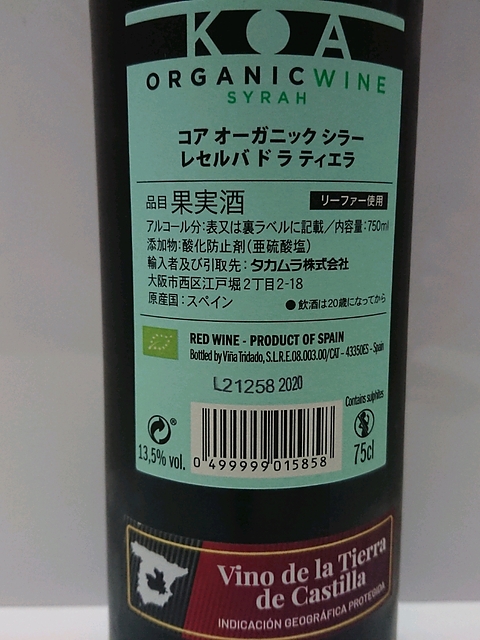 KOA
ORGANIC WINE
SYRAH
コア オーガニック シラー
レセルバ ド ラ ティエラ
品目 果実酒 リーファー使用
アルコール分:表又は裏ラベルに記載/内容量:750ml
添加物:酸化防止剤(亜硫酸塩)
輸入者及び引取先:タカムラ株式会社
大阪市西区江戸堀2丁目2-18
原産国:スペイン ●飲酒は20歳になってから
RED WINE - PRODUCT OF SPAIN
Bottled by Viña Tridado, S.L.R.E.08.003.00/CAT - 43350ES - Spain
L21258 2020
Contains sulphites
13,5% vol.
0 499999 015858
75cl
Vino de la Tierra
de Castilla
INDICACIÓN GEOGRÁFICA PROTEGIDA